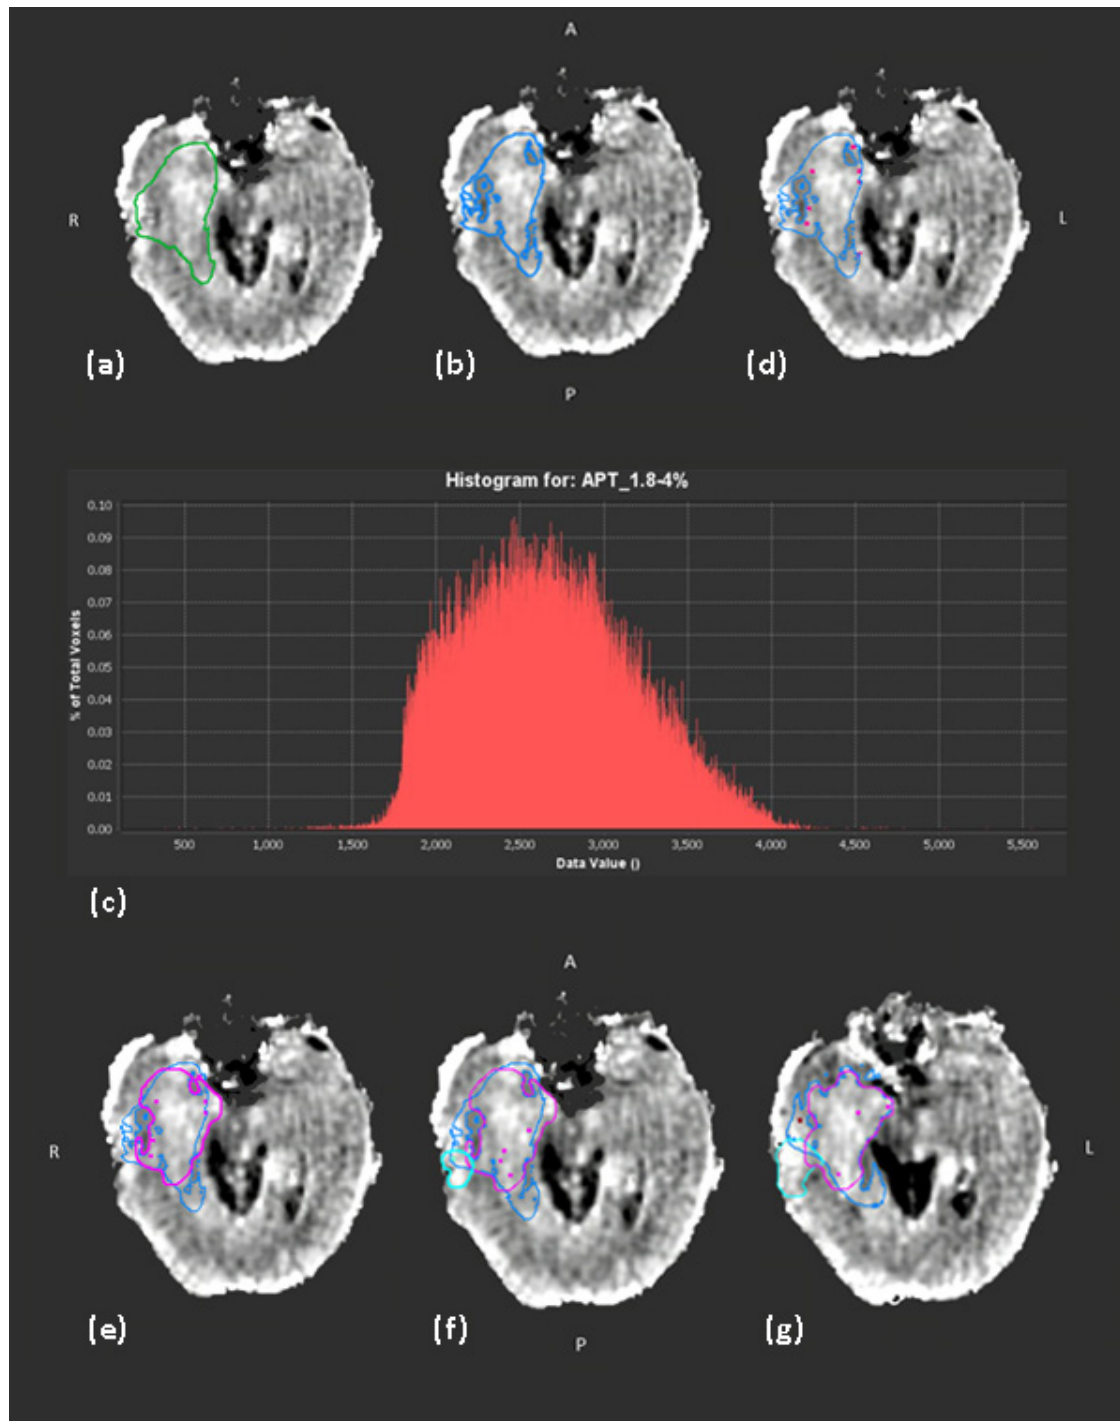 A
R
L
(a)
(b)
(d)
P
Histogram for: APT_1.8-4%
% of Total Voxels
0.10
0.09
0.08
0.07
0.06
0.05
0.04
0.03
0.02
0.01
0.00
500 1,000 1,500 2,000 2,500 3,000 3,500 4,000 4,500 5,000 5,500
Data Value ()
(c)
A
R
L
(e)
(f)
(g)
P